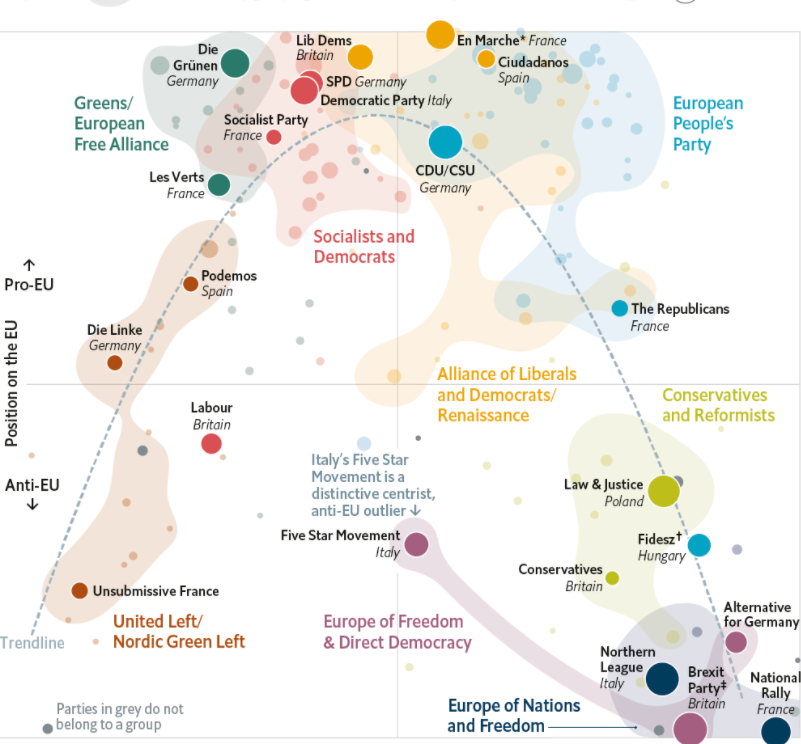 Die
Grünen
Germany
Lib Dems
Britain
En Marche* France
Ciudadanos
Spain
SPD Germany
Democratic Party Italy
Greens/
European
Free Alliance
European
People's
Party
Socialist Party
France
CDU/CSU
Germany
Les Verts
France
Socialists and
Democrats
↑
Pro-EU
Podemos
Spain
The Republicans
France
Die Linke
Germany
Position on the EU
Alliance of Liberals
and Democrats/
Renaissance
Conservatives
and Reformists
Labour
Britain
Italy's Five Star
Movement is a
distinctive centrist,
anti-EU outlier ↓
Anti-EU
↓
Law & Justice
Poland
Five Star Movement
Italy
Fidesz†
Hungary
Conservatives
Britain
Unsubmissive France
United Left/
Nordic Green Left
Trendline
Europe of Freedom
& Direct Democracy
Alternative
for Germany
Northern
League
Italy
Brexit
Party‡
Britain
National
Rally
France
Europe of Nations
and Freedom
Parties in grey do not
belong to a group